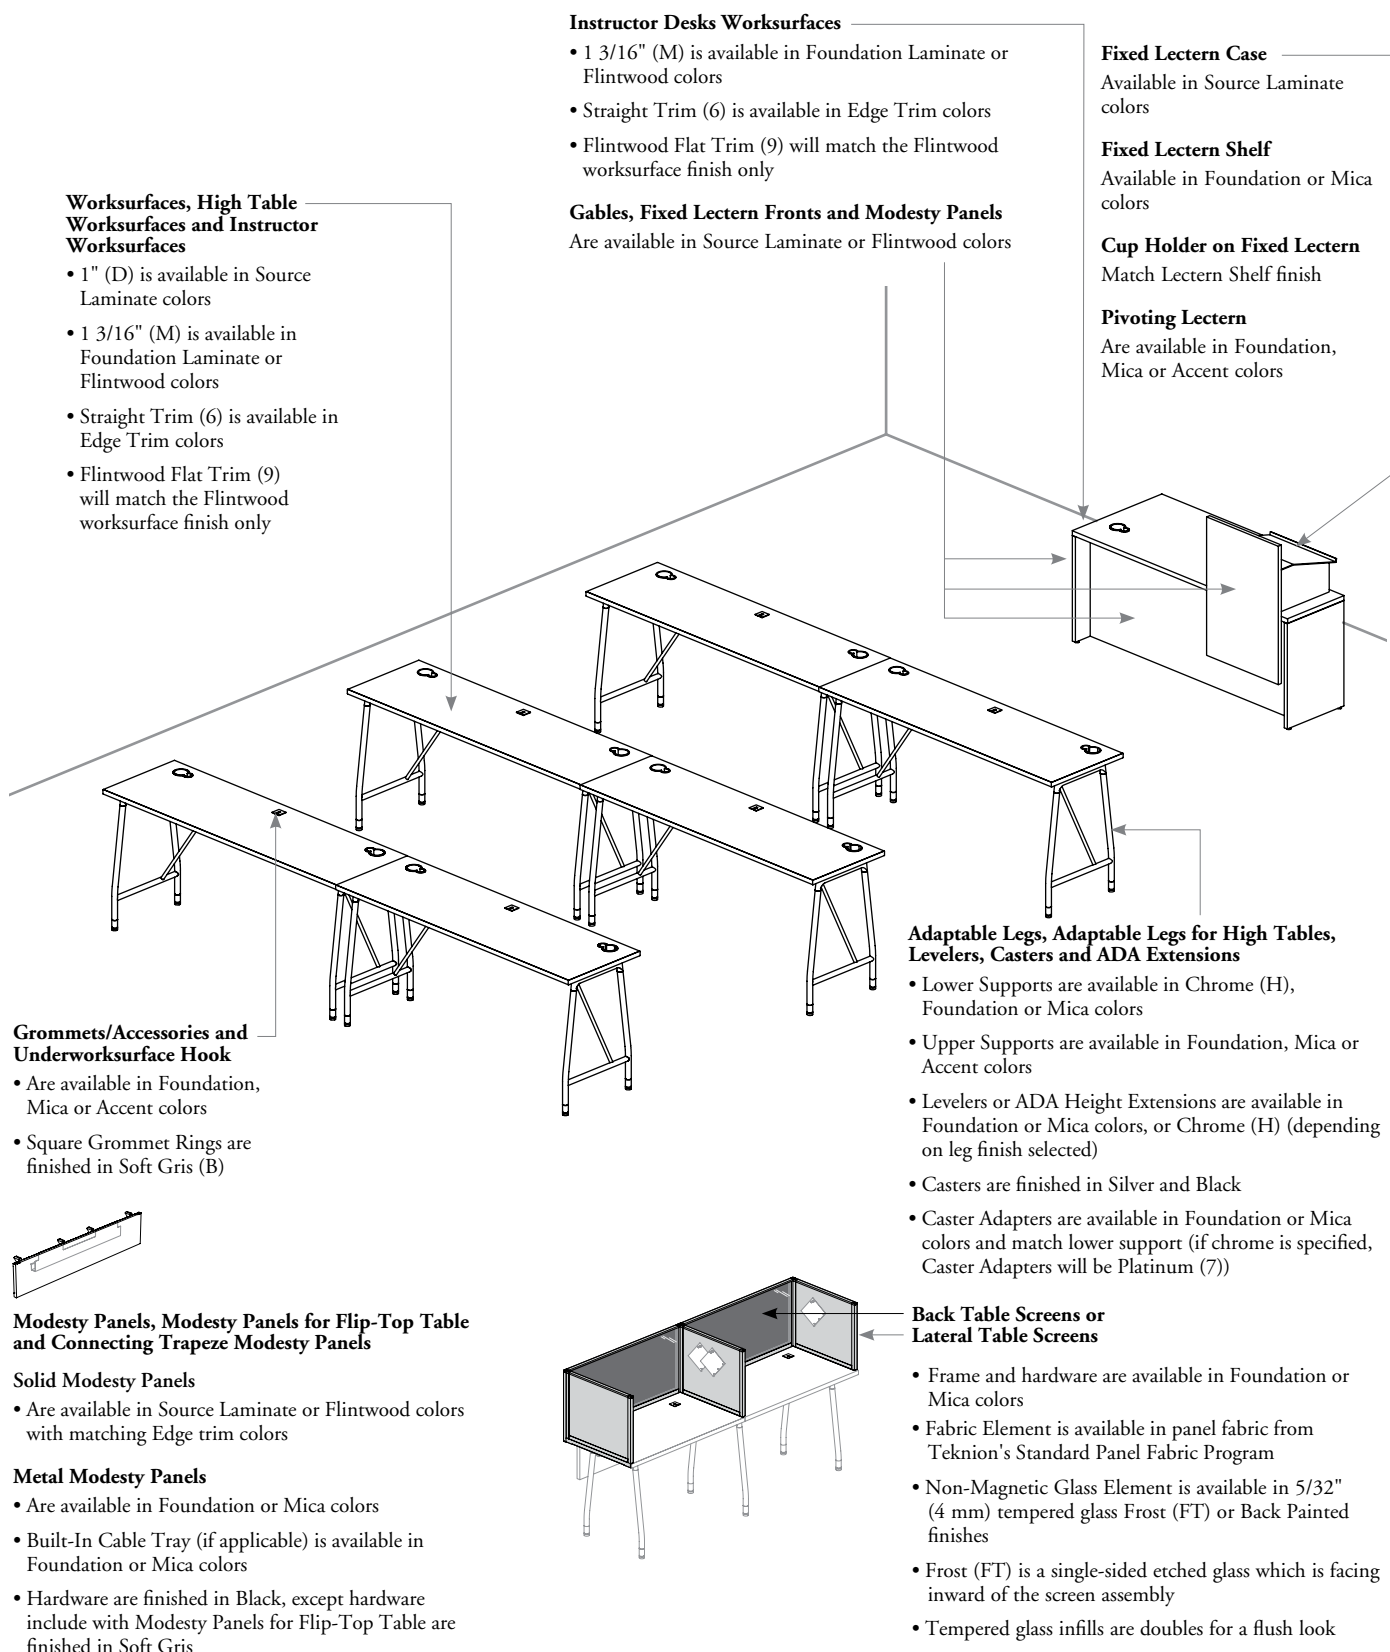 Instructor Desks Worksurfaces
• 1 3/16" (M) is available in Foundation Laminate or
Flintwood colors
• Straight Trim (6) is available in Edge Trim colors
• Flintwood Flat Trim (9) will match the Flintwood
worksurface finish only
Gables, Fixed Lectern Fronts and Modesty Panels
Are available in Source Laminate or Flintwood colors
Fixed Lectern Case
Available in Source Laminate
colors
Fixed Lectern Shelf
Available in Foundation or Mica
colors
Cup Holder on Fixed Lectern
Match Lectern Shelf finish
Pivoting Lectern
Are available in Foundation,
Mica or Accent colors
Worksurfaces, High Table
Worksurfaces and Instructor
Worksurfaces
• 1" (D) is available in Source
Laminate colors
• 1 3/16" (M) is available in
Foundation Laminate or
Flintwood colors
• Straight Trim (6) is available in
Edge Trim colors
• Flintwood Flat Trim (9)
will match the Flintwood
worksurface finish only
Grommets/Accessories and
Underworksurface Hook
• Are available in Foundation,
Mica or Accent colors
• Square Grommet Rings are
finished in Soft Gris (B)
Adaptable Legs, Adaptable Legs for High Tables,
Levelers, Casters and ADA Extensions
• Lower Supports are available in Chrome (H),
Foundation or Mica colors
• Upper Supports are available in Foundation, Mica or
Accent colors
• Levelers or ADA Height Extensions are available in
Foundation or Mica colors, or Chrome (H) (depending
on leg finish selected)
• Casters are finished in Silver and Black
• Caster Adapters are available in Foundation or Mica
colors and match lower support (if chrome is specified,
Caster Adapters will be Platinum (7))
Modesty Panels, Modesty Panels for Flip-Top Table
and Connecting Trapeze Modesty Panels
Solid Modesty Panels
• Are available in Source Laminate or Flintwood colors
with matching Edge trim colors
Metal Modesty Panels
• Are available in Foundation or Mica colors
• Built-In Cable Tray (if applicable) is available in
Foundation or Mica colors
• Hardware are finished in Black, except hardware
include with Modesty Panels for Flip-Top Table are
finished in Soft Gris
Back Table Screens or
Lateral Table Screens
• Frame and hardware are available in Foundation or
Mica colors
• Fabric Element is available in panel fabric from
Teknion's Standard Panel Fabric Program
• Non-Magnetic Glass Element is available in 5/32"
(4 mm) tempered glass Frost (FT) or Back Painted
finishes
• Frost (FT) is a single-sided etched glass which is facing
inward of the screen assembly
• Tempered glass infills are doubles for a flush look